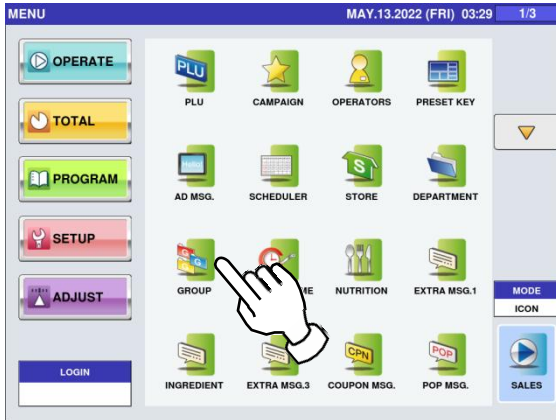 MENU MAY.13.2022 (FRI) 03:29 1/3
OPERATE
TOTAL
PROGRAM
SETUP
ADJUST
LOGIN
PLU
PLU CAMPAIGN OPERATORS PRESET KEY
Hello!
S
AD MSG. SCHEDULER STORE DEPARTMENT
G
GROUP ME NUTRITION EXTRA MSG.1
CPN POP
INGREDIENT EXTRA MSG.3 COUPON MSG. POP MSG.
MODE
ICON
SALES